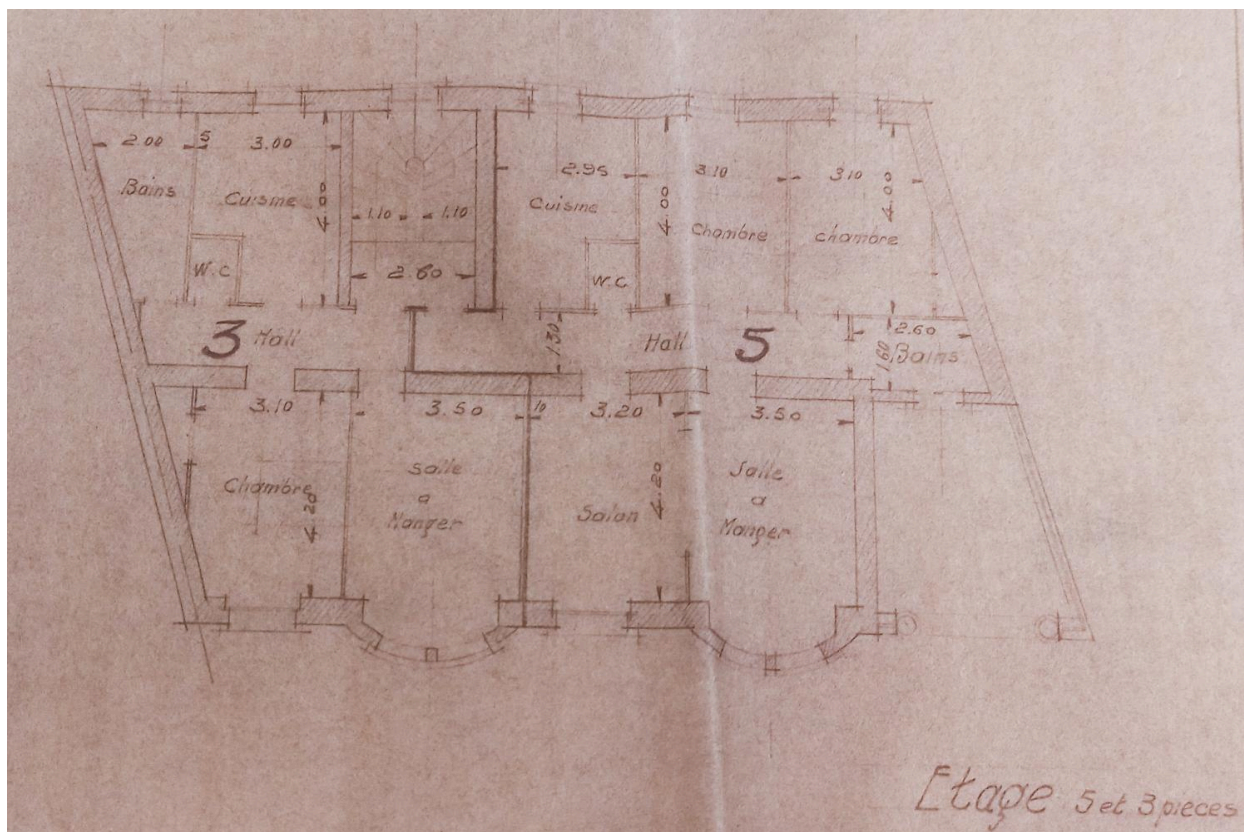 2.00
5
3.00
Bains
Cuisine
4.00
W.C
1.10
1.10
2.60
2.95
Cuisine
W.C
4.00
3.10
Chambre
3.10
chambre
4.00
3
Hall
1.30
Hall
5
2.60
1.60
Bains
3.10
Chambre
4.20
3.50
Salle
a
Manger
10
3.20
Salon
4.20
3.50
Salle
a
Manger
Etage 5 et 3 pieces